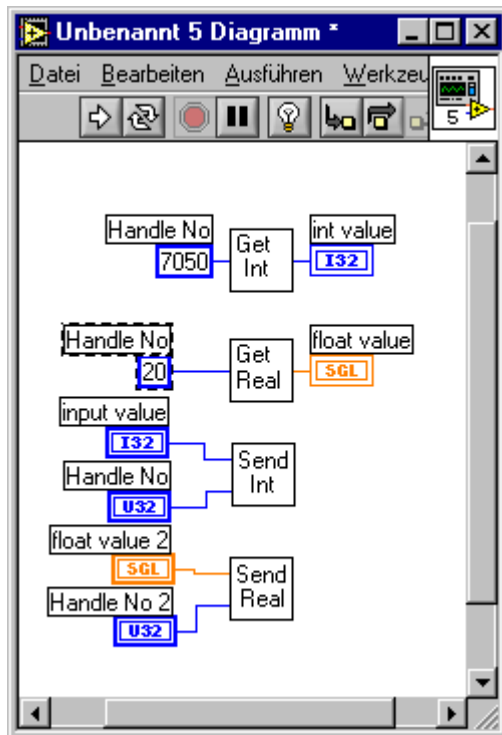 Unbenannt 5 Diagramm *
Datei Bearbeiten Ausführen Werkzeu
5
Handle No
7050
Get
Int
int value
I32
Handle No
20
Get
Real
float value
SGL
input value
I32
Handle No
U32
Send
Int
float value 2
SGL
Handle No 2
U32
Send
Real